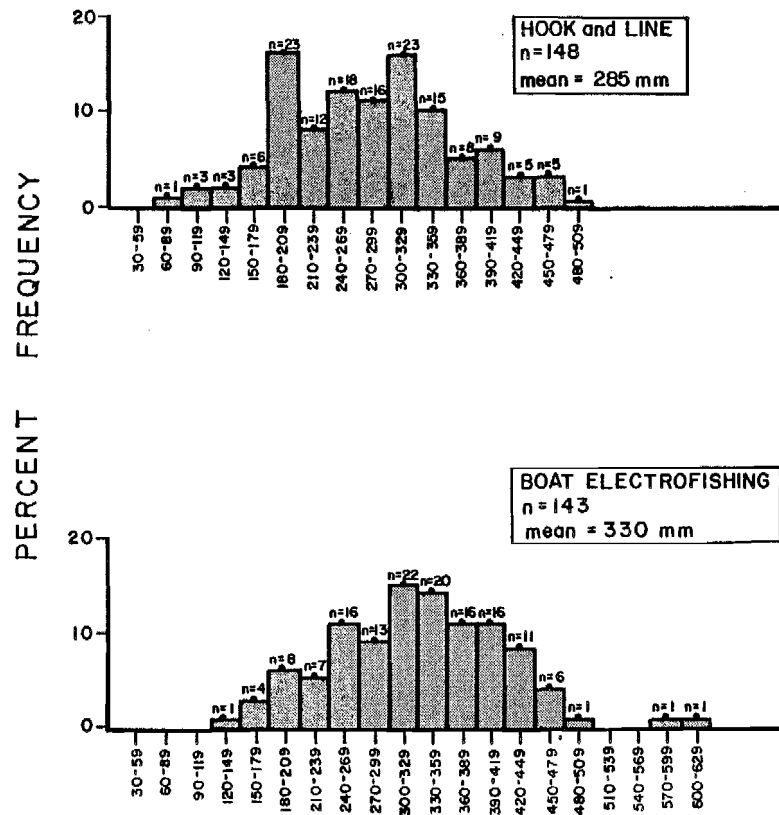 PERCENT FREQUENCY
HOOK and LINE
n=148
mean = 285 mm
20
10
0
n=1
n=3
n=3
n=6
n=23
n=12
n=18
n=16
n=23
n=15
n=8
n=9
n=5
n=5
n=1
30-59
60-89
90-119
120-149
150-179
180-209
210-239
240-269
270-299
300-329
330-359
360-389
390-419
420-449
450-479
480-509
BOAT ELECTROFISHING
n=143
mean = 330 mm
20
10
0
n=1
n=4
n=8
n=7
n=16
n=13
n=22
n=20
n=16
n=16
n=11
n=6
n=1
n=1
n=1
30-59
60-89
90-119
120-149
150-179
180-209
210-239
240-269
270-299
300-329
330-359
360-389
390-419
420-449
450-479
480-509
510-539
540-569
570-599
600-629